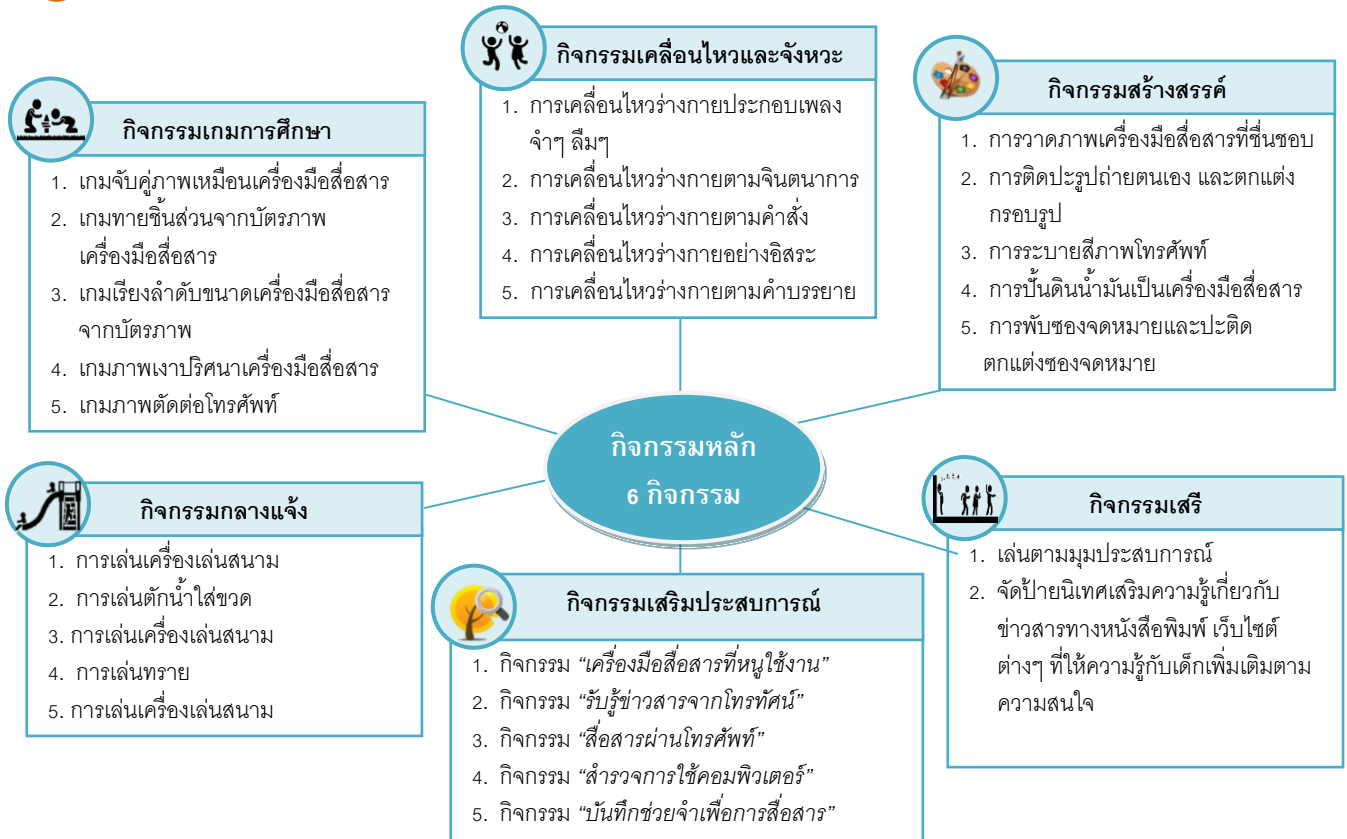 กิจกรรมเคลื่อนไหวและจังหวะ
1. การเคลื่อนไหวร่างกายประกอบเพลง
จำๆ ลืมๆ
2. การเคลื่อนไหวร่างกายตามจินตนาการ
3. การเคลื่อนไหวร่างกายตามคำสั่ง
4. การเคลื่อนไหวร่างกายอย่างอิสระ
5. การเคลื่อนไหวร่างกายตามคำบรรยาย
กิจกรรมสร้างสรรค์
1. การวาดภาพเครื่องมือสื่อสารที่ชื่นชอบ
2. การติดปะรูปถ่ายตนเอง และตกแต่ง
กรอบรูป
3. การระบายสีภาพโทรศัพท์
4. การปั้นดินน้ำมันเป็นเครื่องมือสื่อสาร
5. การพับซองจดหมายและปะติด
ตกแต่งซองจดหมาย
กิจกรรมเกมการศึกษา
1. เกมจับคู่ภาพเหมือนเครื่องมือสื่อสาร
2. เกมทายชิ้นส่วนจากบัตรภาพ
เครื่องมือสื่อสาร
3. เกมเรียงลำดับขนาดเครื่องมือสื่อสาร
จากบัตรภาพ
4. เกมภาพเงาปริศนาเครื่องมือสื่อสาร
5. เกมภาพตัดต่อโทรศัพท์
กิจกรรมหลัก
6 กิจกรรม
กิจกรรมกลางแจ้ง
1. การเล่นเครื่องเล่นสนาม
2. การเล่นตักน้ำใส่ขวด
3. การเล่นเครื่องเล่นสนาม
4. การเล่นทราย
5. การเล่นเครื่องเล่นสนาม
กิจกรรมเสริมประสบการณ์
1. กิจกรรม “เครื่องมือสื่อสารที่หนูใช้งาน”
2. กิจกรรม “รับรู้ข่าวสารจากโทรทัศน์”
3. กิจกรรม “สื่อสารผ่านโทรศัพท์”
4. กิจกรรม “สำรวจการใช้คอมพิวเตอร์”
5. กิจกรรม “บันทึกช่วยจำเพื่อการสื่อสาร”
กิจกรรมเสรี
1. เล่นตามมุมประสบการณ์
2. จัดป้ายนิเทศเสริมความรู้เกี่ยวกับ
ข่าวสารทางหนังสือพิมพ์ เว็บไซต์
ต่างๆ ที่ให้ความรู้กับเด็กเพิ่มเติมตาม
ความสนใจ